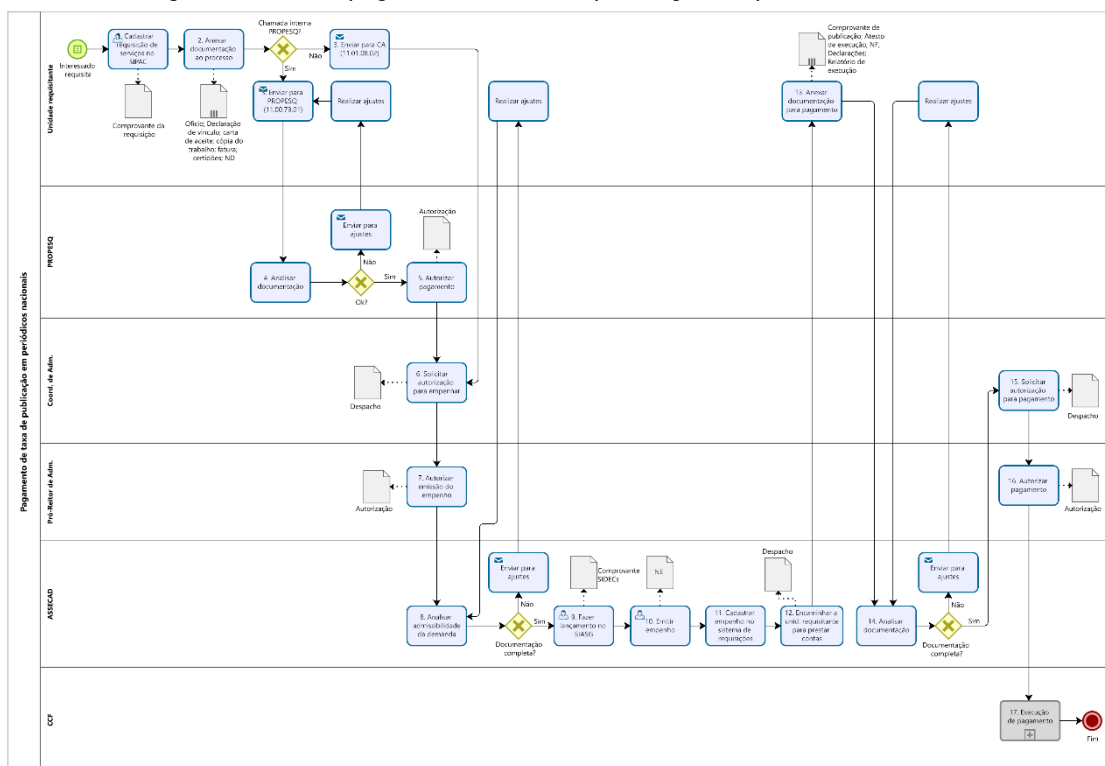 Pagamento de taxa de publicação em periódicos nacionais
Unidade requisitante
Interessado
requisita
1. Cadastrar
requisição de
serviços no
SIPAC
Comprovante da
requisição
2. Anexar
documentação
ao processo
Ofício; Declaração
de vínculo; carta
de aceite; cópia do
trabalho; fatura;
certidões; ND
Chamada interna
PROPESQ?
Não
Sim
3. Enviar para CA
(11.01.08.02)
Enviar para
PROPESQ
(11.00.73.01)
Realizar ajustes
Realizar ajustes
Comprovante de
publicação; Atesto
de execução; NF;
Declarações;
Relatório de
execução
13. Anexar
documentação
para pagamento
Realizar ajustes
PROPESQ
Enviar para
ajustes
Autorização
4. Analisar
documentação
Não
Sim
Ok?
5. Autorizar
pagamento
Coord. de Adm.
6. Solicitar
autorização
para empenhar
Despacho
15. Solicitar
autorização
para pagamento
Despacho
Pró-Reitor de Adm.
7. Autorizar
emissão do
empenho
Autorização
16. Autorizar
pagamento
Autorização
ASSECAD
8. Analisar
admissibilidade
da demanda
Enviar para
ajustes
Não
Sim
Documentação
completa?
Comprovante
SIDECs
9. Fazer
lançamento no
SIASG
NE
10. Emitir
empenho
11. Cadastrar
empenho no
sistema de
requisições
Despacho
12. Encaminhar a
unid. requisitante
para prestar
contas
14. Analisar
documentação
Enviar para
ajustes
Não
Sim
Documentação
completa?
CCF
17. Execução
de pagamento
Fim